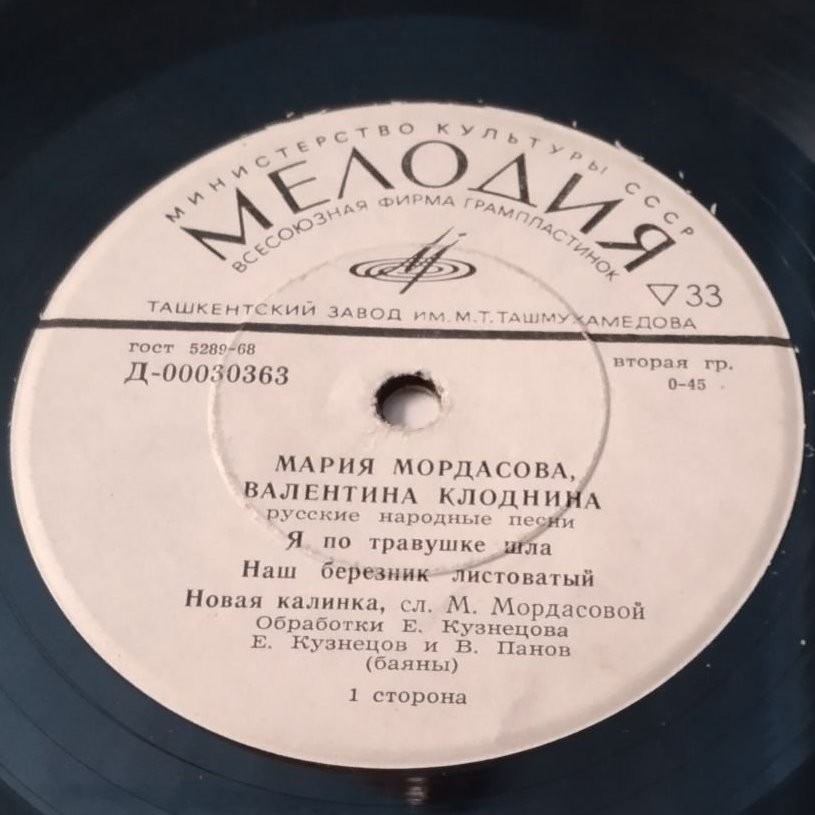 МИНИСТЕРСТВО КУЛЬТУРЫ СССР
МЕЛОДИЯ
ВСЕСОЮЗНАЯ ФИРМА ГРАМПЛАСТИНОК
▽33
ТАШКЕНТСКИЙ ЗАВОД ИМ. М.Т. ТАШМУХАМЕДОВА
гост 5289-68
вторая гр.
Д-00030363
0-45
МАРИЯ МОРДАСОВА,
ВАЛЕНТИНА КЛОДНИНА
русские народные песни
Я по травушке шла
Наш березник листоватый
Новая калинка, сл. М. Мордасовой
Обработки Е. Кузнецова
Е. Кузнецов и В. Панов
(баяны)
1 сторона